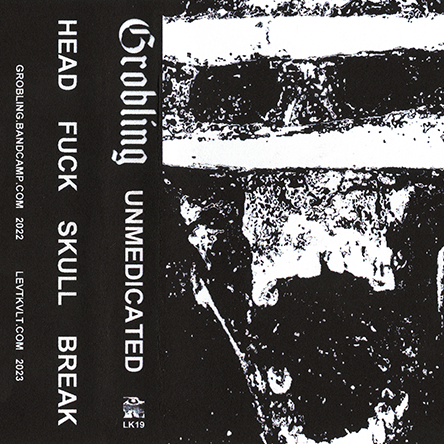 Grobling UNMEDICATED LK19
HEAD FUCK SKULL BREAK
GROBLING.BANDCAMP.COM 2022 LEVTKVLT.COM 2023